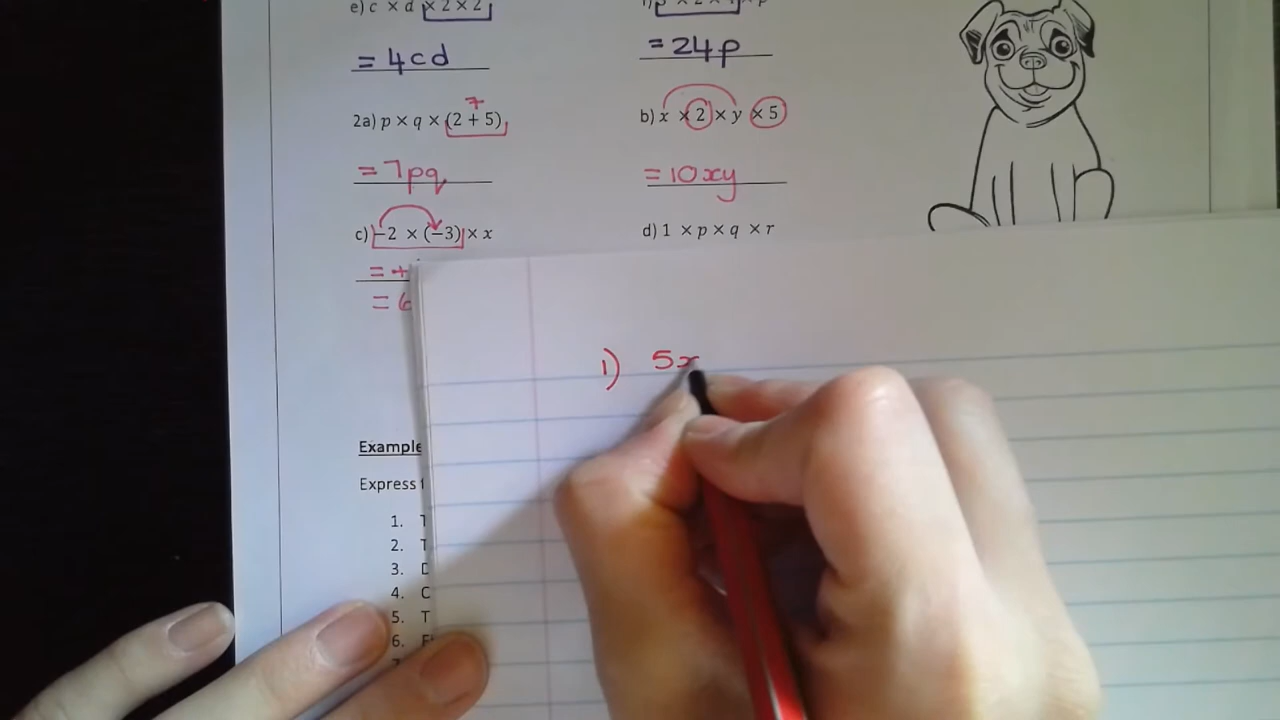 e) c × d × 2 × 2
= 4cd
= 24p
7
2a) p × q × (2 + 5)
b) x × 2 × y × 5
= 7pq
= 10xy
c) −2 × (−3) × x
d) 1 × p × q × r
= +
= 6
1) 5x
Example
Express
1. T
2. T
3. D
4. C
5. T
6.